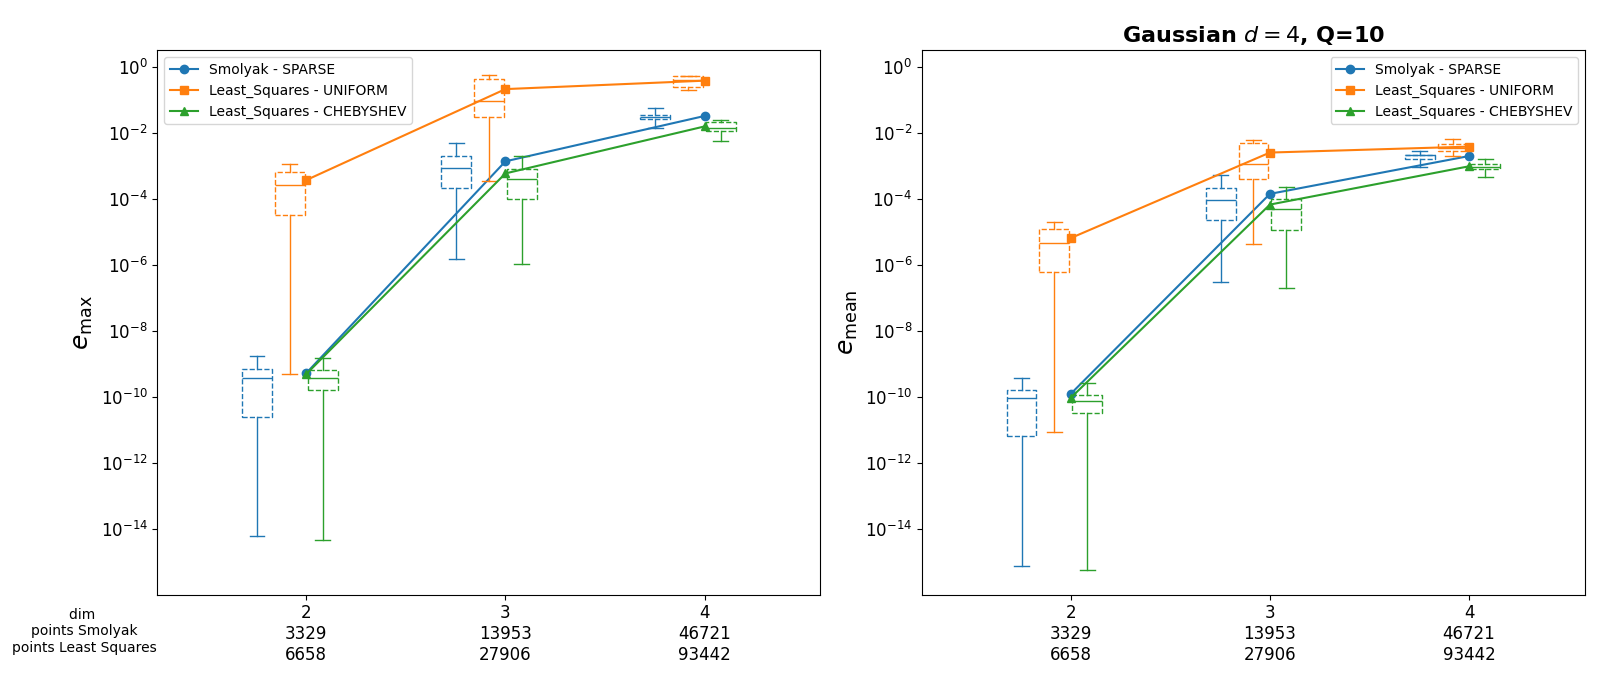 Gaussian d = 4, Q=10
Smolyak - SPARSE
Least_Squares - UNIFORM
Least_Squares - CHEBYSHEV
10^0
10^-2
10^-4
10^-6
10^-8
10^-10
10^-12
10^-14
e_max
dim
points Smolyak
points Least Squares
2
3329
6658
3
13953
27906
4
46721
93442
Smolyak - SPARSE
Least_Squares - UNIFORM
Least_Squares - CHEBYSHEV
10^0
10^-2
10^-4
10^-6
10^-8
10^-10
10^-12
10^-14
e_mean
2
3329
6658
3
13953
27906
4
46721
93442